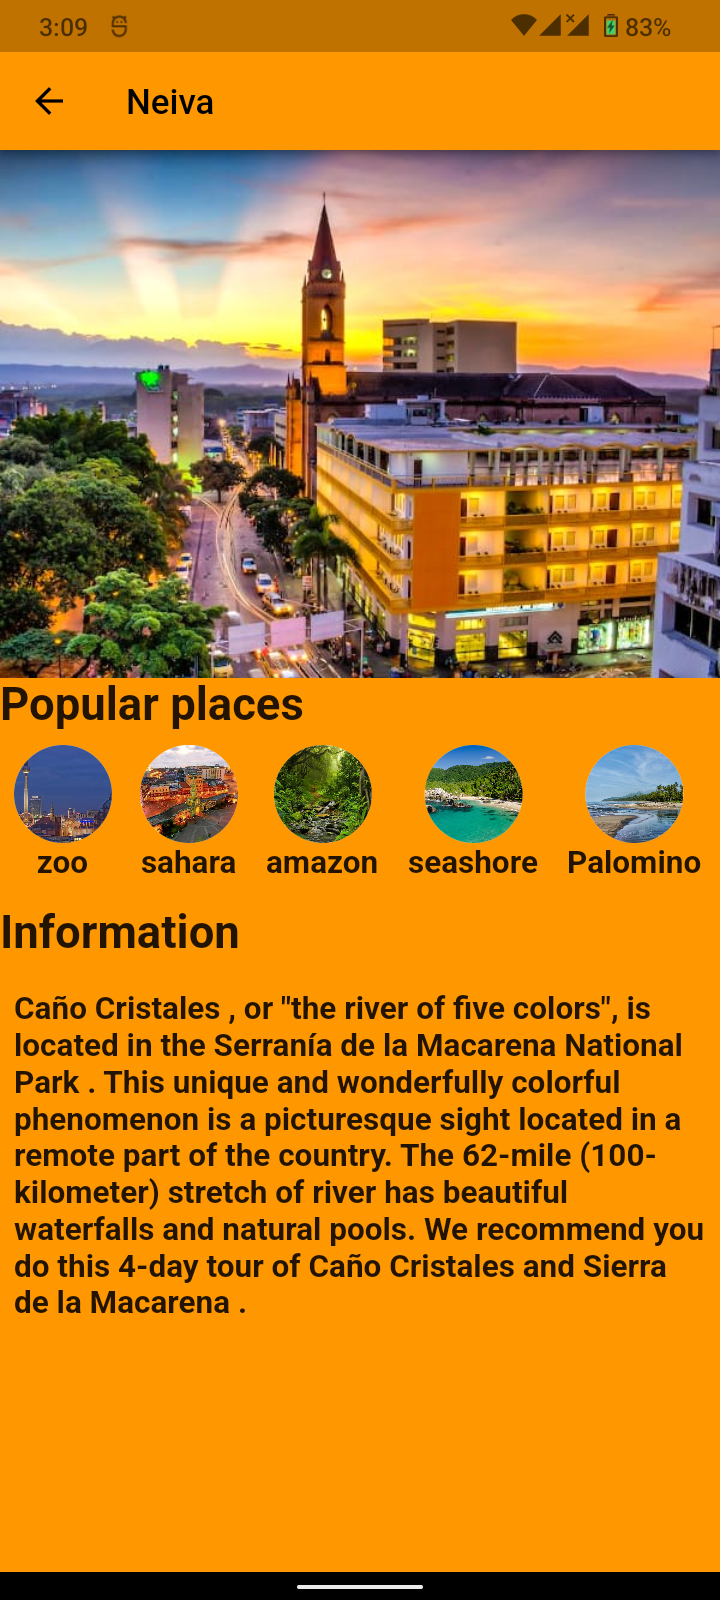 3:09 83%
Neiva
Popular places
zoo sahara amazon seashore Palomino
Information
Caño Cristales , or "the river of five colors", is
located in the Serranía de la Macarena National
Park . This unique and wonderfully colorful
phenomenon is a picturesque sight located in a
remote part of the country. The 62-mile (100-
kilometer) stretch of river has beautiful
waterfalls and natural pools. We recommend you
do this 4-day tour of Caño Cristales and Sierra
de la Macarena .